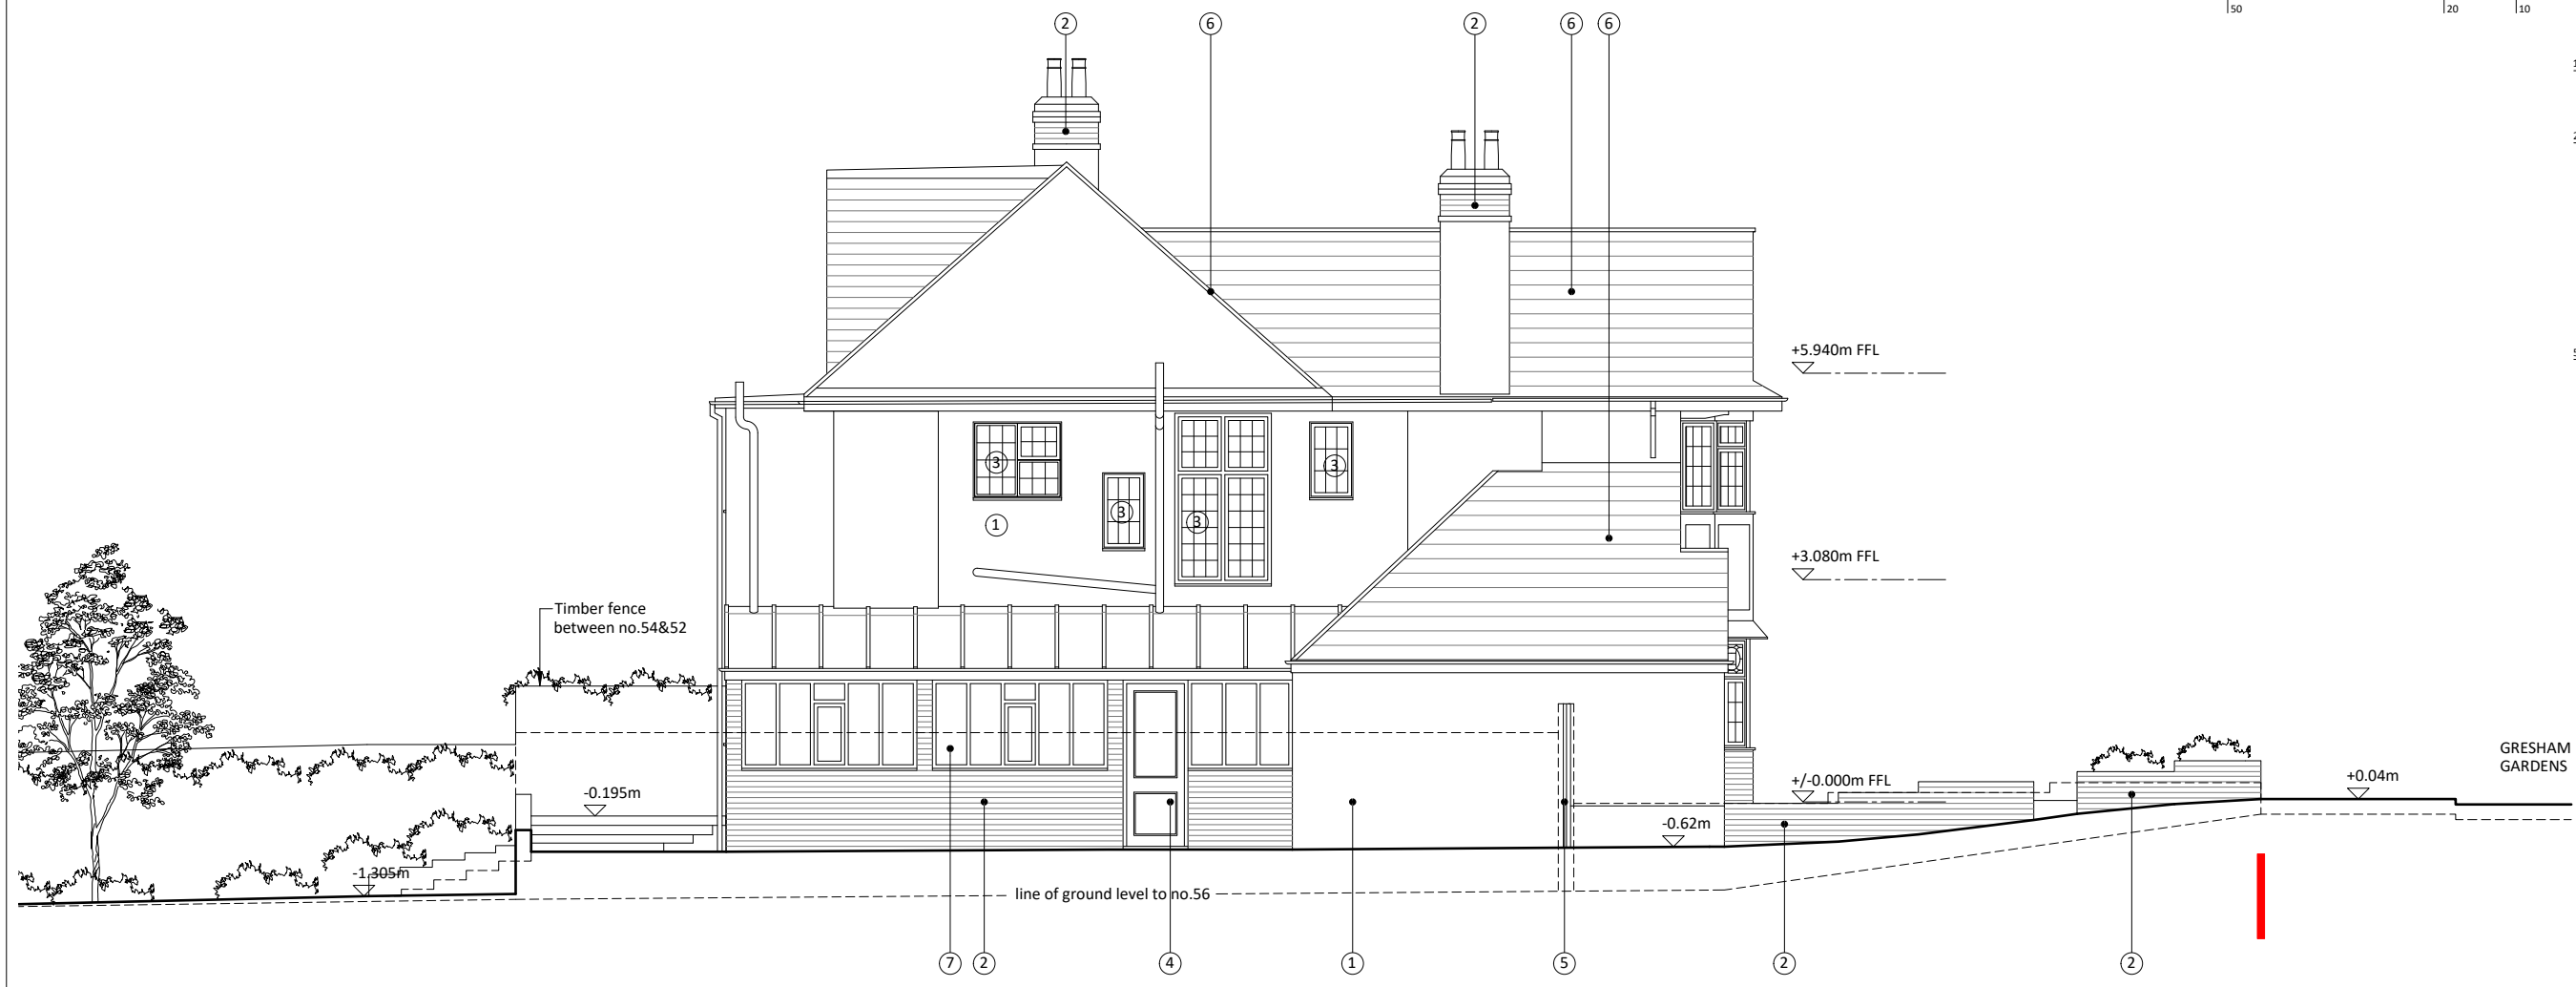 50
20
10
2
6
2
6
6
+5.940m FFL
3
3
3
3
1
+3.080m FFL
Timber fence
between no.54&52
GRESHAM
GARDENS
+0.04m
+/-0.000m FFL
-0.195m
-0.62m
-1.305m
line of ground level to no.56
7
2
4
1
5
2
2